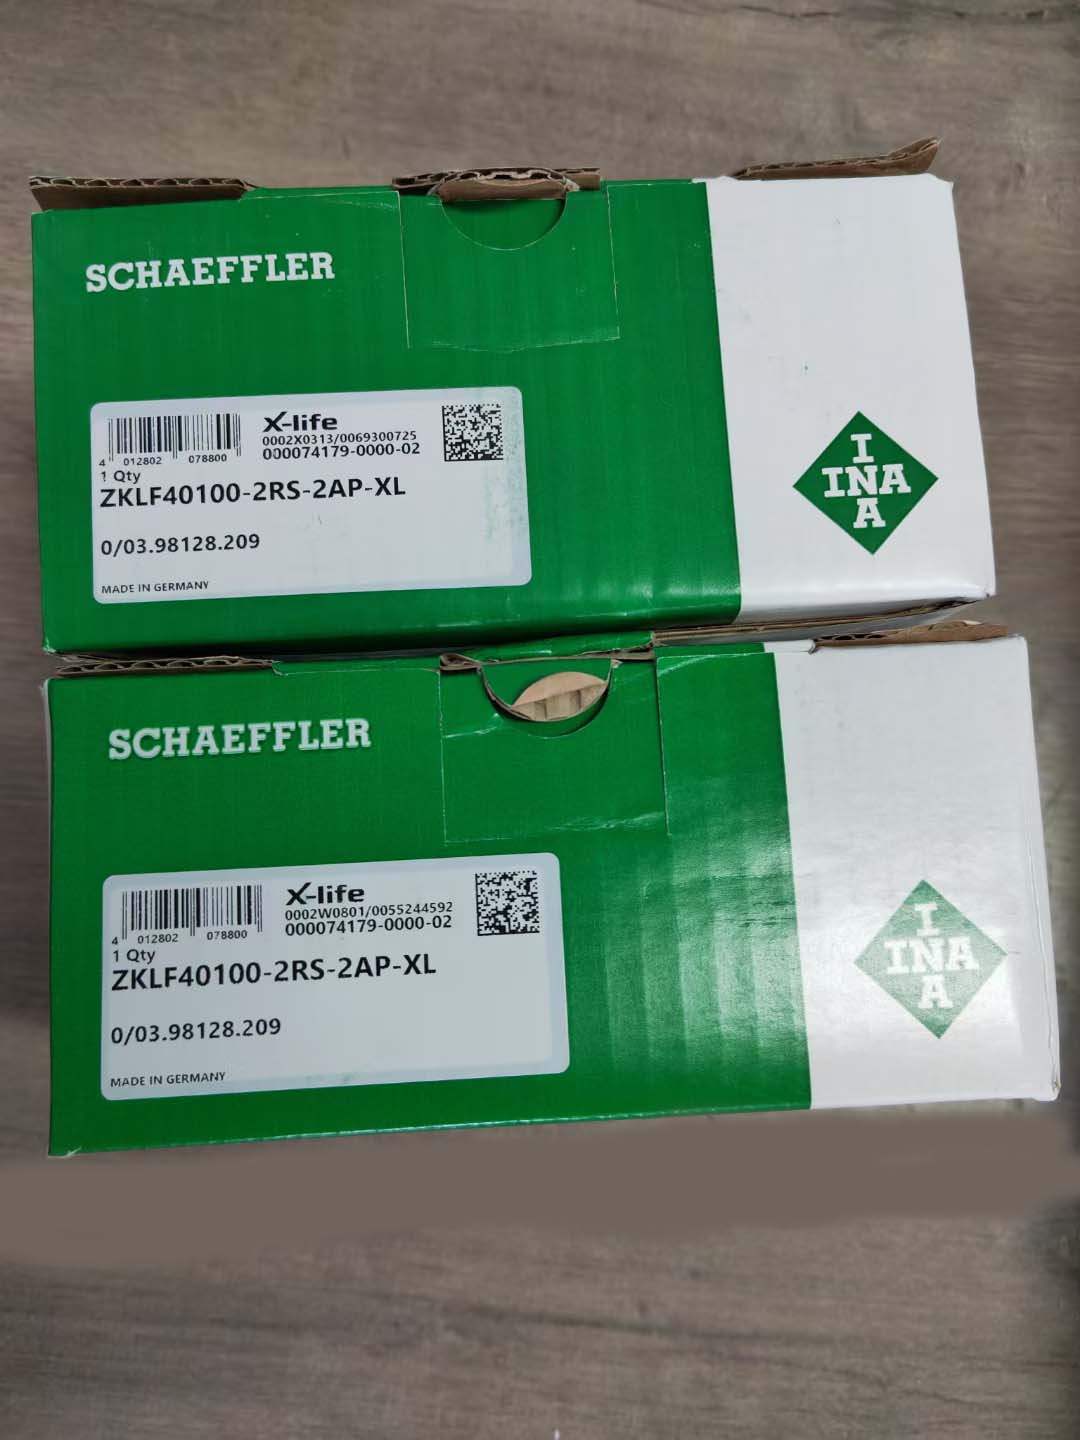 SCHAEFFLER
X-life
0002X0313/0069300725
000074179-0000-02
4 012802 078800
1 Qty
ZKLF40100-2RS-2AP-XL
0/03.98128.209
MADE IN GERMANY
I
INA
A
SCHAEFFLER
X-life
0002W0801/0055244592
000074179-0000-02
4 012802 078800
1 Qty
ZKLF40100-2RS-2AP-XL
0/03.98128.209
MADE IN GERMANY
I
INA
A